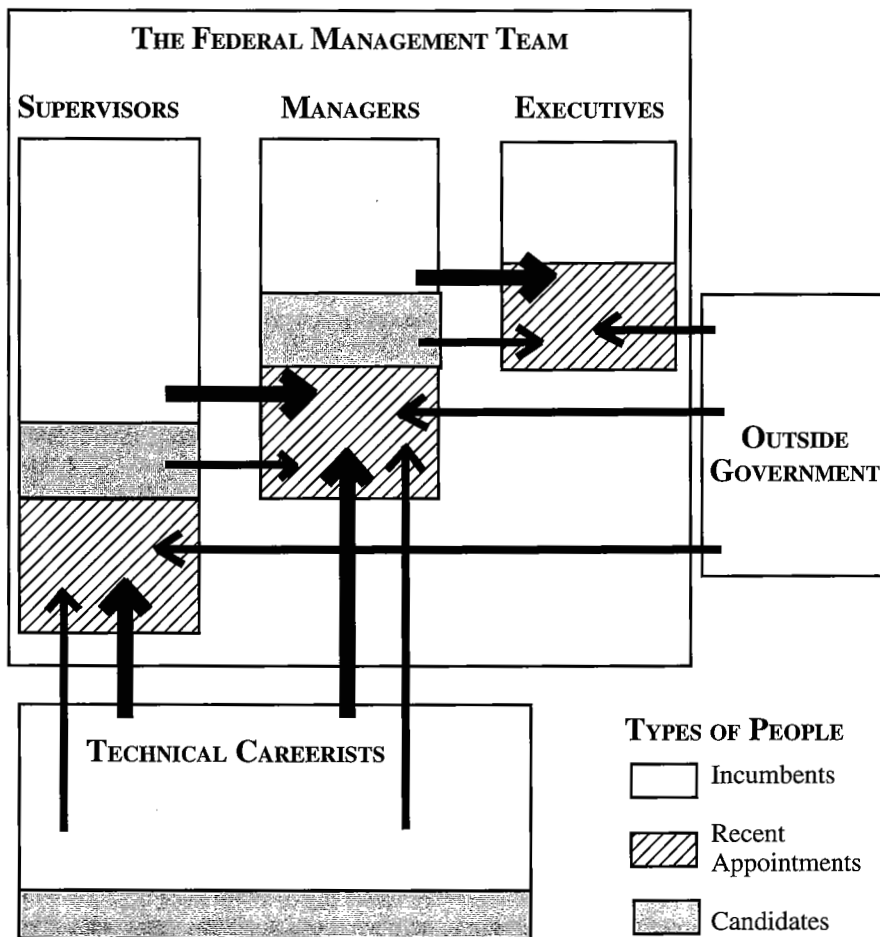 THE FEDERAL MANAGEMENT TEAM
SUPERVISORS
MANAGERS
EXECUTIVES
OUTSIDE
GOVERNMENT
TECHNICAL CAREERISTS
TYPES OF PEOPLE
Incumbents
Recent
Appointments
Candidates